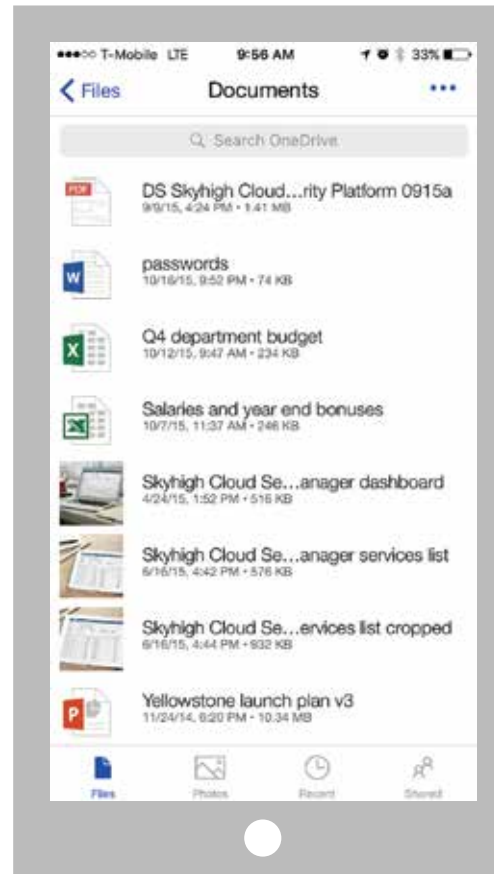 T-Mobile LTE 9:56 AM 33%
Files Documents
Search OneDrive
PDF
DS Skyhigh Cloud...rity Platform 0915a
9/9/15, 4:24 PM • 1.41 MB
W
passwords
10/16/15, 9:52 PM • 74 KB
X
Q4 department budget
10/12/15, 9:47 AM • 234 KB
X
Salaries and year end bonuses
10/7/15, 11:37 AM • 246 KB
Skyhigh Cloud Se...anager dashboard
4/24/15, 1:52 PM • 516 KB
Skyhigh Cloud Se...anager services list
6/16/15, 4:42 PM • 576 KB
Skyhigh Cloud Se...ervices list cropped
6/16/15, 4:44 PM • 932 KB
P
Yellowstone launch plan v3
11/24/14, 6:20 PM • 10.34 MB
Files Photos Recent Shared